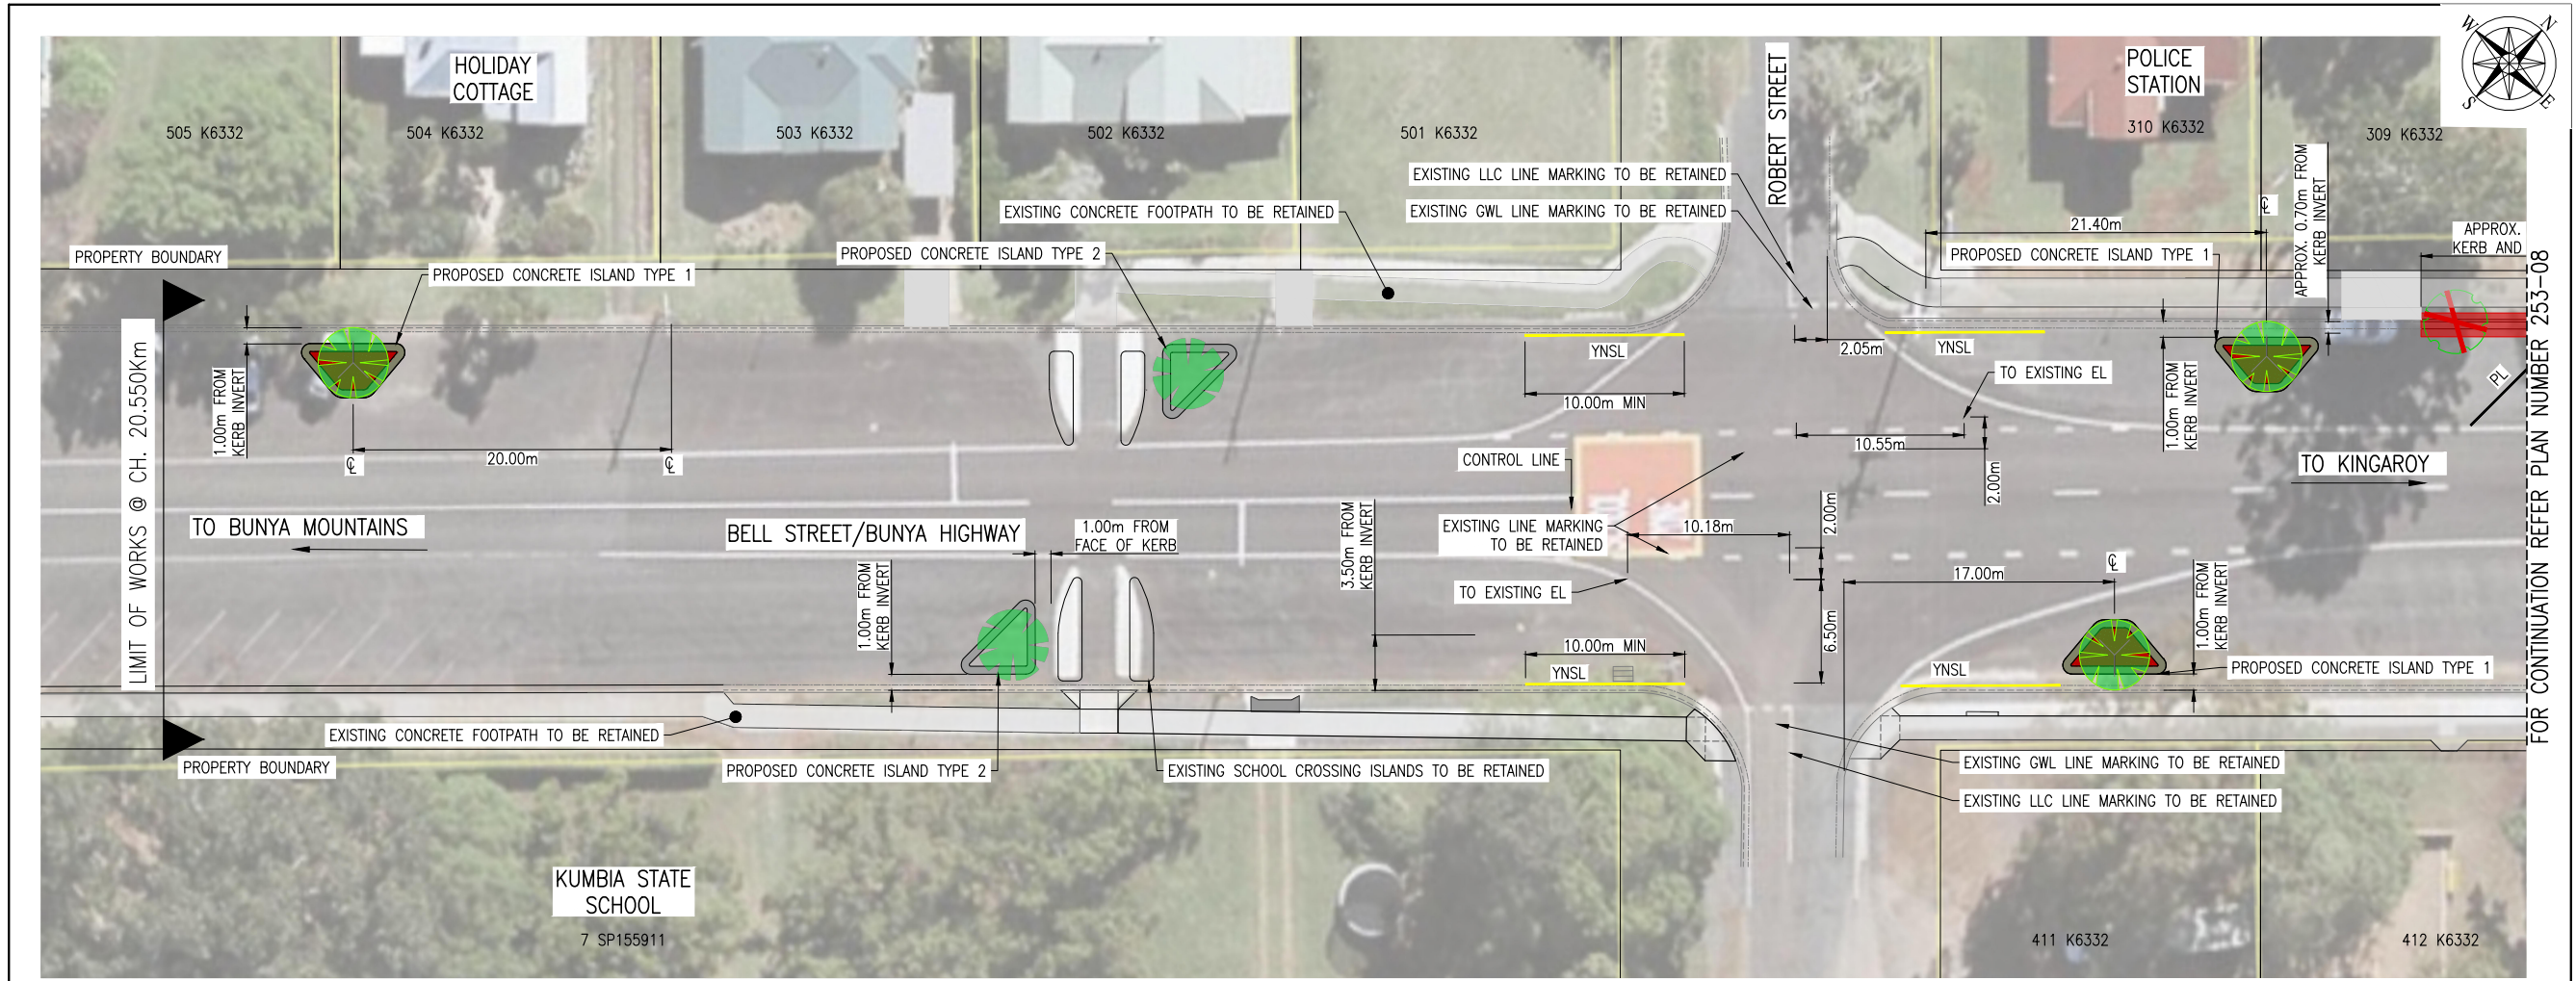 W
N
S
E
HOLIDAY
COTTAGE
POLICE
STATION
505 K6332
504 K6332
503 K6332
502 K6332
501 K6332
310 K6332
309 K6332
ROBERT STREET
EXISTING LLC LINE MARKING TO BE RETAINED
EXISTING CONCRETE FOOTPATH TO BE RETAINED
EXISTING GWL LINE MARKING TO BE RETAINED
PROPERTY BOUNDARY
PROPOSED CONCRETE ISLAND TYPE 1
PROPOSED CONCRETE ISLAND TYPE 2
21.40m
PROPOSED CONCRETE ISLAND TYPE 1
APPROX. 0.70m FROM
KERB INVERT
APPROX.
KERB AND
LIMIT OF WORKS @ CH. 20.550Km
1.00m FROM
KERB INVERT
20.00m
YNSL
10.00m MIN
2.05m
YNSL
TO EXISTING EL
10.55m
2.00m
1.00m FROM
KERB INVERT
PL
FOR CONTINUATION REFER PLAN NUMBER 253-08
TO KINGAROY
CONTROL LINE
TO BUNYA MOUNTAINS
BELL STREET/BUNYA HIGHWAY
1.00m FROM
FACE OF KERB
1.00m FROM
KERB INVERT
3.50m FROM
KERB INVERT
EXISTING LINE MARKING
TO BE RETAINED
10.18m
2.00m
TO EXISTING EL
6.50m
17.00m
1.00m FROM
KERB INVERT
10.00m MIN
YNSL
YNSL
PROPOSED CONCRETE ISLAND TYPE 1
EXISTING CONCRETE FOOTPATH TO BE RETAINED
PROPERTY BOUNDARY
PROPOSED CONCRETE ISLAND TYPE 2
EXISTING SCHOOL CROSSING ISLANDS TO BE RETAINED
EXISTING GWL LINE MARKING TO BE RETAINED
EXISTING LLC LINE MARKING TO BE RETAINED
KUMBIA STATE
SCHOOL
7 SP155911
411 K6332
412 K6332